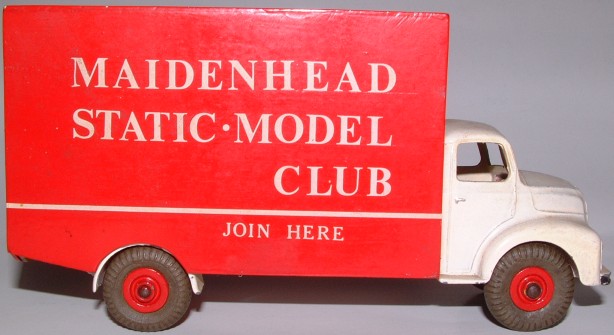 MAIDENHEAD
STATIC·MODEL
CLUB
JOIN HERE